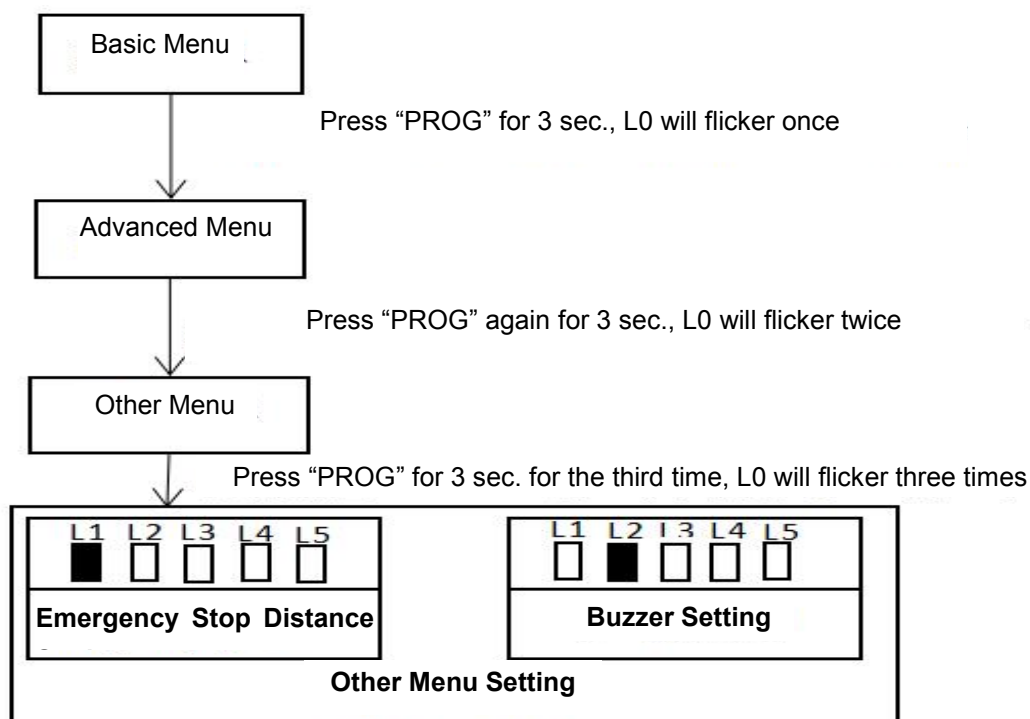 Basic Menu
Press “PROG” for 3 sec., L0 will flicker once
Advanced Menu
Press “PROG” again for 3 sec., L0 will flicker twice
Other Menu
Press “PROG” for 3 sec. for the third time, L0 will flicker three times
L1 L2 L3 L4 L5
Emergency Stop Distance
L1 L2 L3 L4 L5
Buzzer Setting
Other Menu Setting